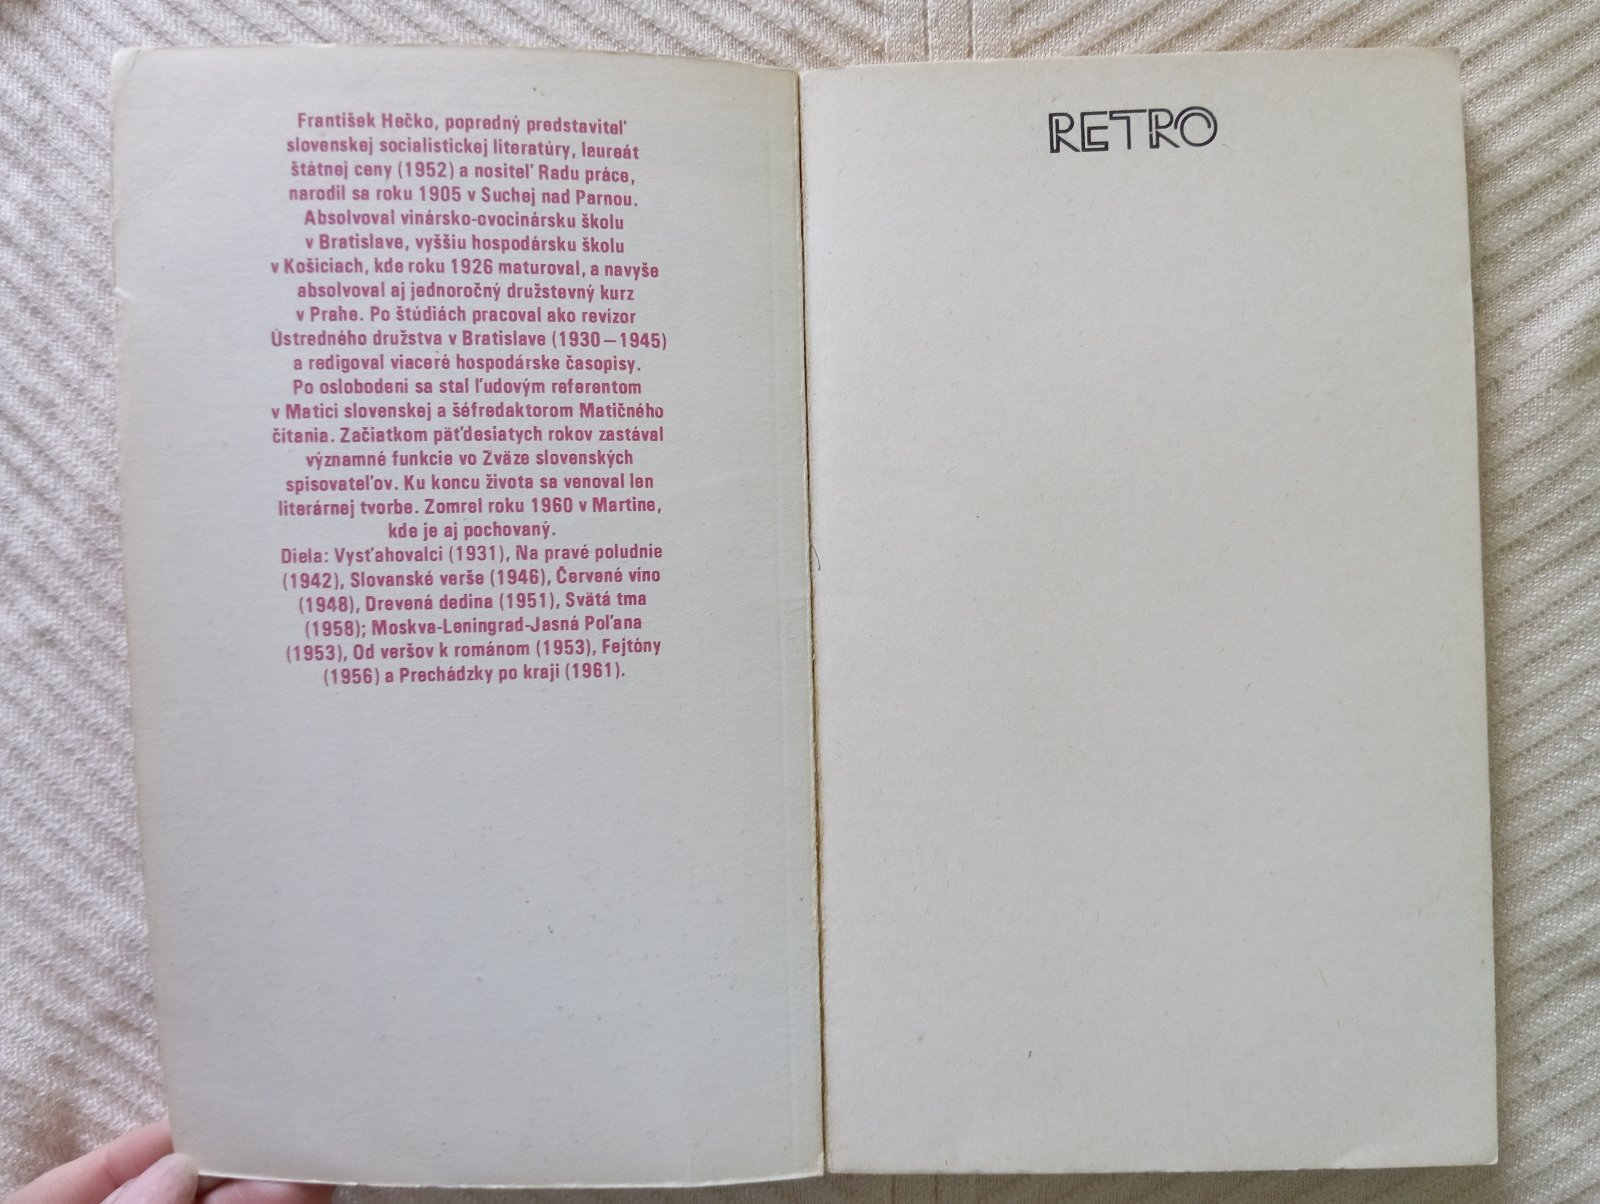 František Hečko, popredný predstaviteľ
slovenskej socialistickej literatúry, laureát
štátnej ceny (1952) a nositeľ Radu práce,
narodil sa roku 1905 v Suchej nad Parnou.
Absolvoval vinársko-ovocinársku školu
v Bratislave, vyššiu hospodársku školu
v Košiciach, kde roku 1926 maturoval, a navyše
absolvoval aj jednoročný družstevný kurz
v Prahe. Po štúdiách pracoval ako revízor
Ústredného družstva v Bratislave (1930–1945)
a redigoval viaceré hospodárske časopisy.
Po oslobodení sa stal ľudovým referentom
v Matici slovenskej a šéfredaktorom Matičného
čítania. Začiatkom päťdesiatych rokov zastával
významné funkcie vo Zväze slovenských
spisovateľov. Ku koncu života sa venoval len
literárnej tvorbe. Zomrel roku 1960 v Martine,
kde je aj pochovaný.
Diela: Vysťahovalci (1931), Na pravé poludnie
(1942), Slovanské verše (1946), Červené víno
(1948), Drevená dedina (1951), Svätá tma
(1958); Moskva-Leningrad-Jasná Poľana
(1953), Od veršov k románom (1953), Fejtóny
(1956) a Prechádzky po kraji (1961).
RETRO